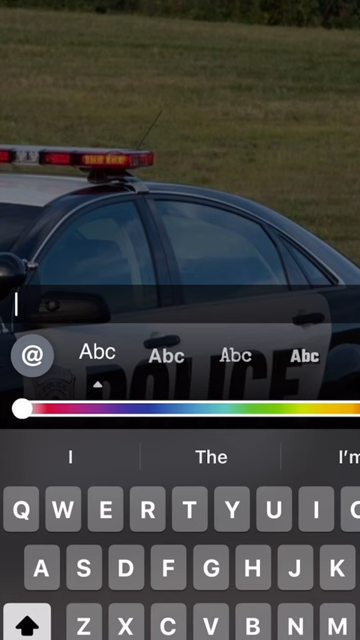 @ Abc Abc Abc Abc
POLICE
I The I'm
Q W E R T Y U I
A S D F G H J K
Z X C V B N M